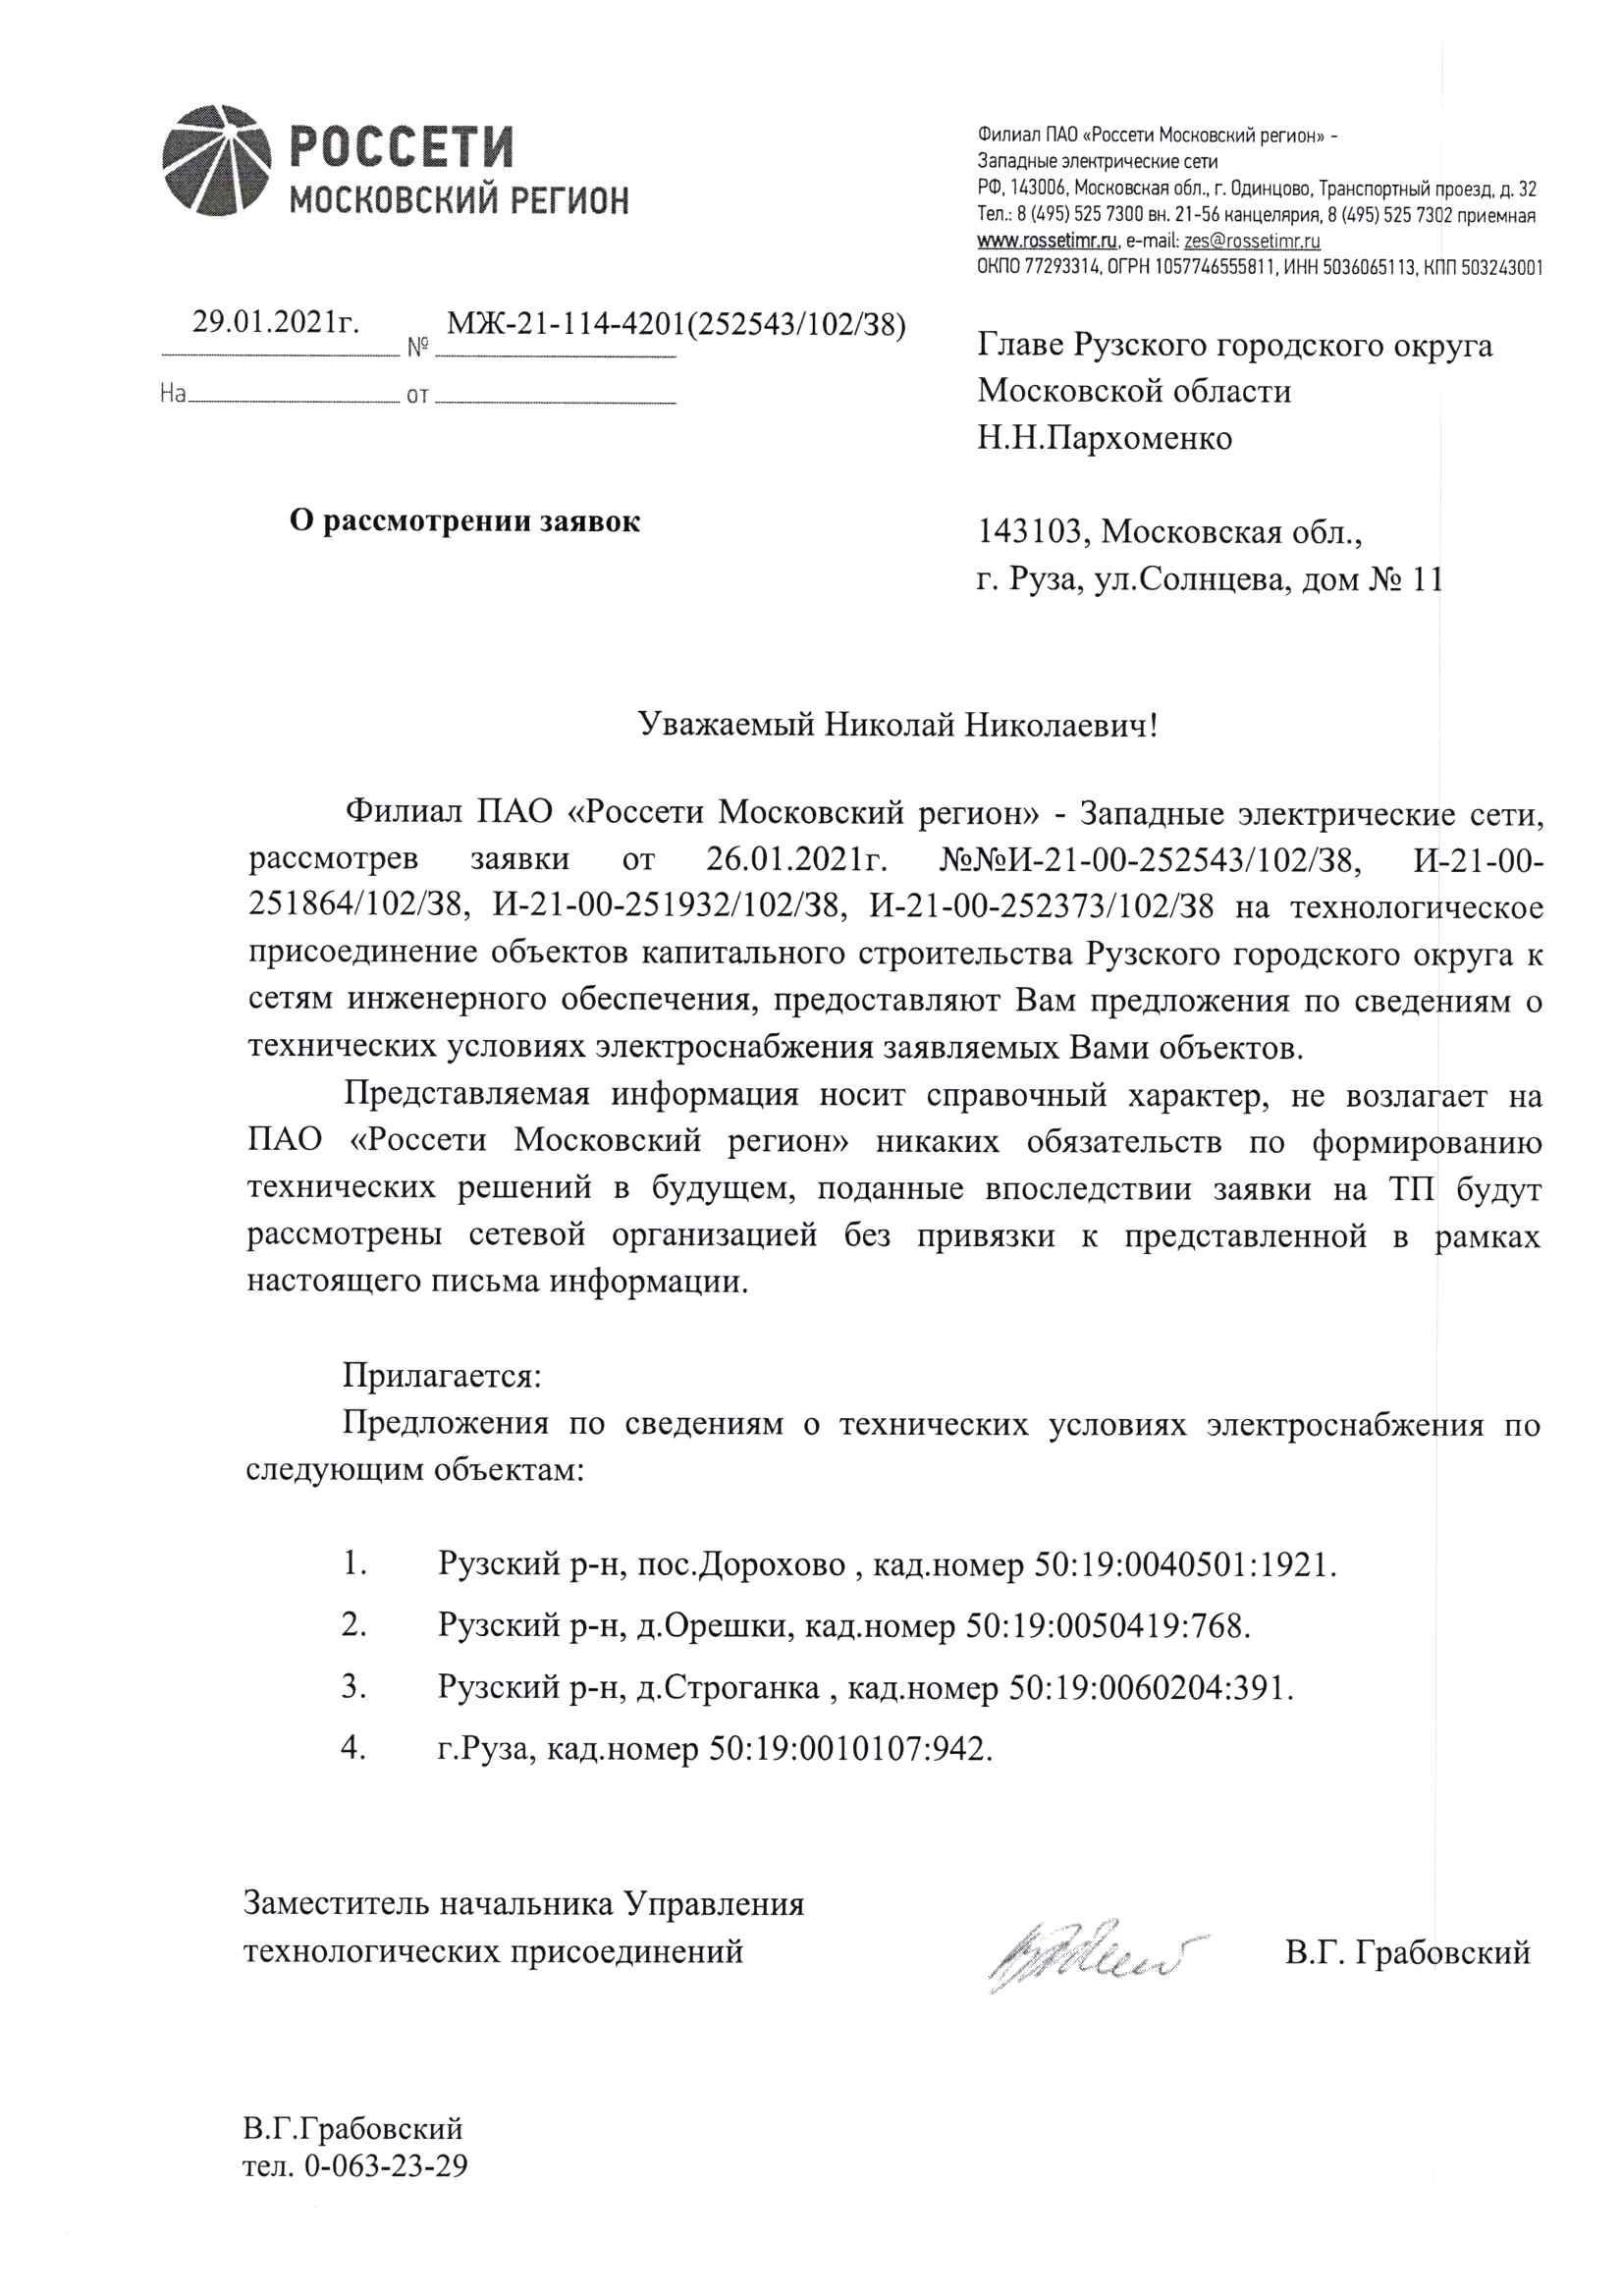 РОССЕТИ
МОСКОВСКИЙ РЕГИОН
Филиал ПАО «Россети Московский регион» -
Западные электрические сети
РФ, 143006, Московская обл., г. Одинцово, Транспортный проезд, д. 32
Тел.: 8 (495) 525 7300 вн. 21-56 канцелярия, 8 (495) 525 7302 приемная
www.rossetimr.ru, e-mail: zes@rossetimr.ru
ОКПО 77293314, ОГРН 1057746555811, ИНН 5036065113, КПП 503243001
29.01.2021г. № МЖ-21-114-4201(252543/102/З8)
На от
Главе Рузского городского округа
Московской области
Н.Н.Пархоменко
О рассмотрении заявок
143103, Московская обл.,
г. Руза, ул.Солнцева, дом № 11
Уважаемый Николай Николаевич!
Филиал ПАО «Россети Московский регион» - Западные электрические сети,
рассмотрев заявки от 26.01.2021г. №№И-21-00-252543/102/З8, И-21-00-
251864/102/З8, И-21-00-251932/102/З8, И-21-00-252373/102/З8 на технологическое
присоединение объектов капитального строительства Рузского городского округа к
сетям инженерного обеспечения, предоставляют Вам предложения по сведениям о
технических условиях электроснабжения заявляемых Вами объектов.
Представляемая информация носит справочный характер, не возлагает на
ПАО «Россети Московский регион» никаких обязательств по формированию
технических решений в будущем, поданные впоследствии заявки на ТП будут
рассмотрены сетевой организацией без привязки к представленной в рамках
настоящего письма информации.
Прилагается:
Предложения по сведениям о технических условиях электроснабжения по
следующим объектам:
1. Рузский р-н, пос.Дорохово , кад.номер 50:19:0040501:1921.
2. Рузский р-н, д.Орешки, кад.номер 50:19:0050419:768.
3. Рузский р-н, д.Строганка , кад.номер 50:19:0060204:391.
4. г.Руза, кад.номер 50:19:0010107:942.
Заместитель начальника Управления
технологических присоединений В.Г. Грабовский
В.Г.Грабовский
тел. 0-063-23-29